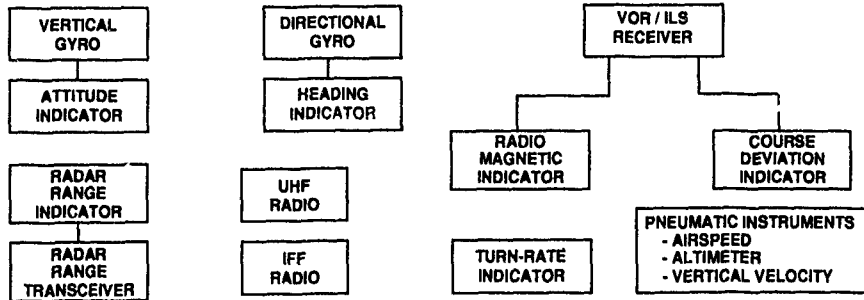 VERTICAL
GYRO
DIRECTIONAL
GYRO
VOR / ILS
RECEIVER
ATTITUDE
INDICATOR
HEADING
INDICATOR
RADIO
MAGNETIC
INDICATOR
COURSE
DEVIATION
INDICATOR
RADAR
RANGE
INDICATOR
UHF
RADIO
RADAR
RANGE
TRANSCEIVER
IFF
RADIO
TURN-RATE
INDICATOR
PNEUMATIC INSTRUMENTS
- AIRSPEED
- ALTIMETER
- VERTICAL VELOCITY